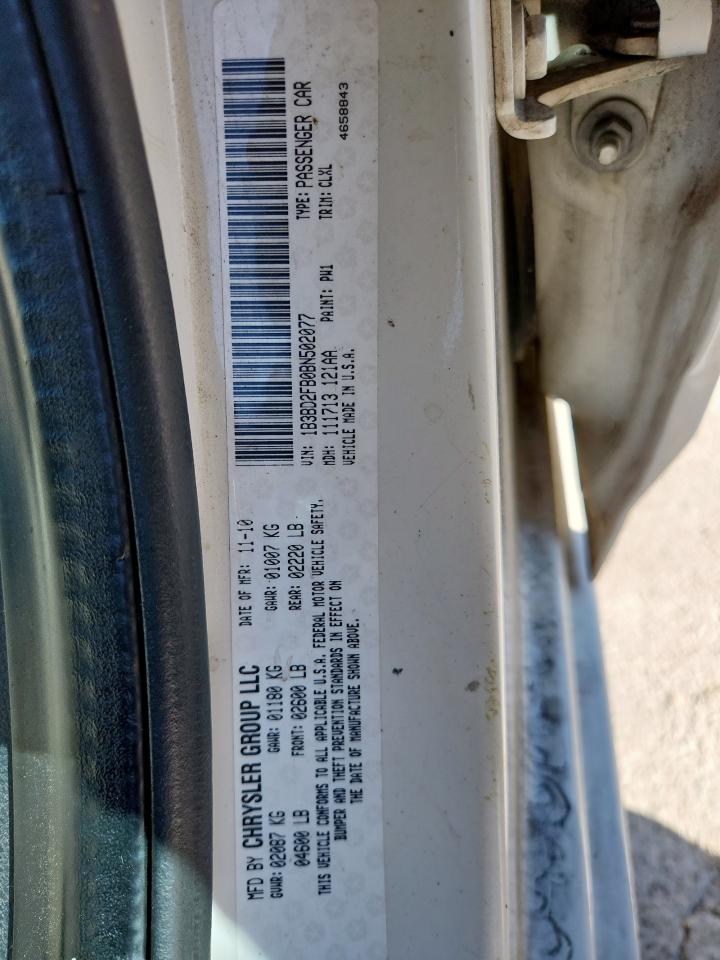 MFD BY CHRYSLER GROUP LLC DATE OF MFR: 11-10
GVWR: 02087 KG GAWR: 01180 KG GAWR: 01007 KG
04600 LB FRONT: 02600 LB REAR: 02220 LB
THIS VEHICLE CONFORMS TO ALL APPLICABLE U.S.A. FEDERAL MOTOR VEHICLE SAFETY,
BUMPER AND THEFT PREVENTION STANDARDS IN EFFECT ON
THE DATE OF MANUFACTURE SHOWN ABOVE.
VIN: 1B3BD2FB0BN502077 TYPE: PASSENGER CAR
MDH: 111713 121AA PAINT: PW1 TRIM: CLXL
VEHICLE MADE IN U.S.A. 4658843